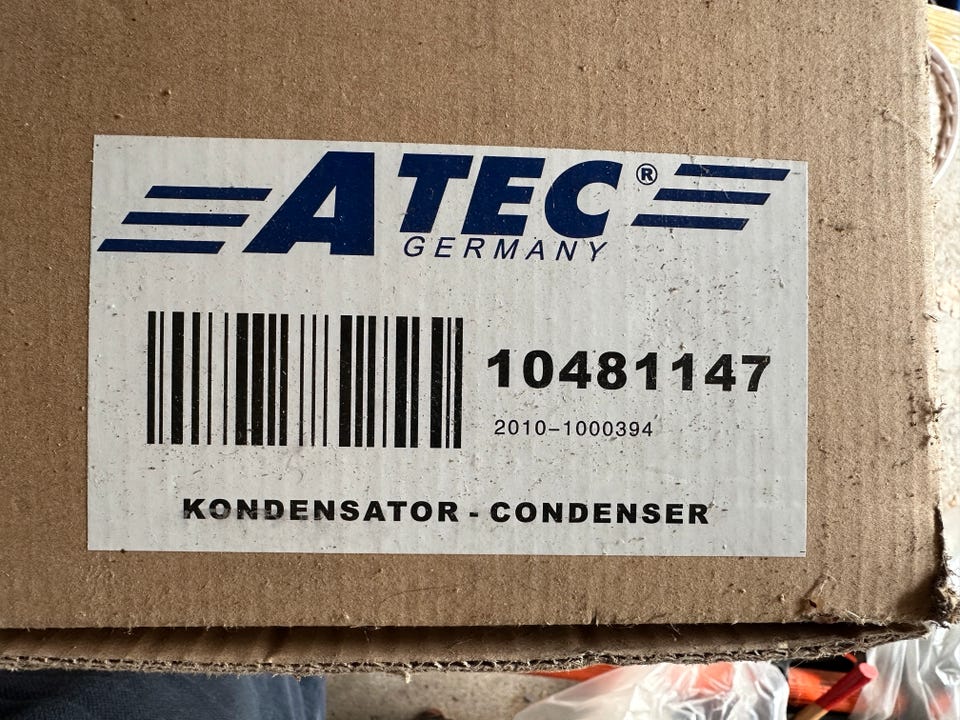 ATEC®
GERMANY
10481147
2010-1000394
KONDENSATOR - CONDENSER